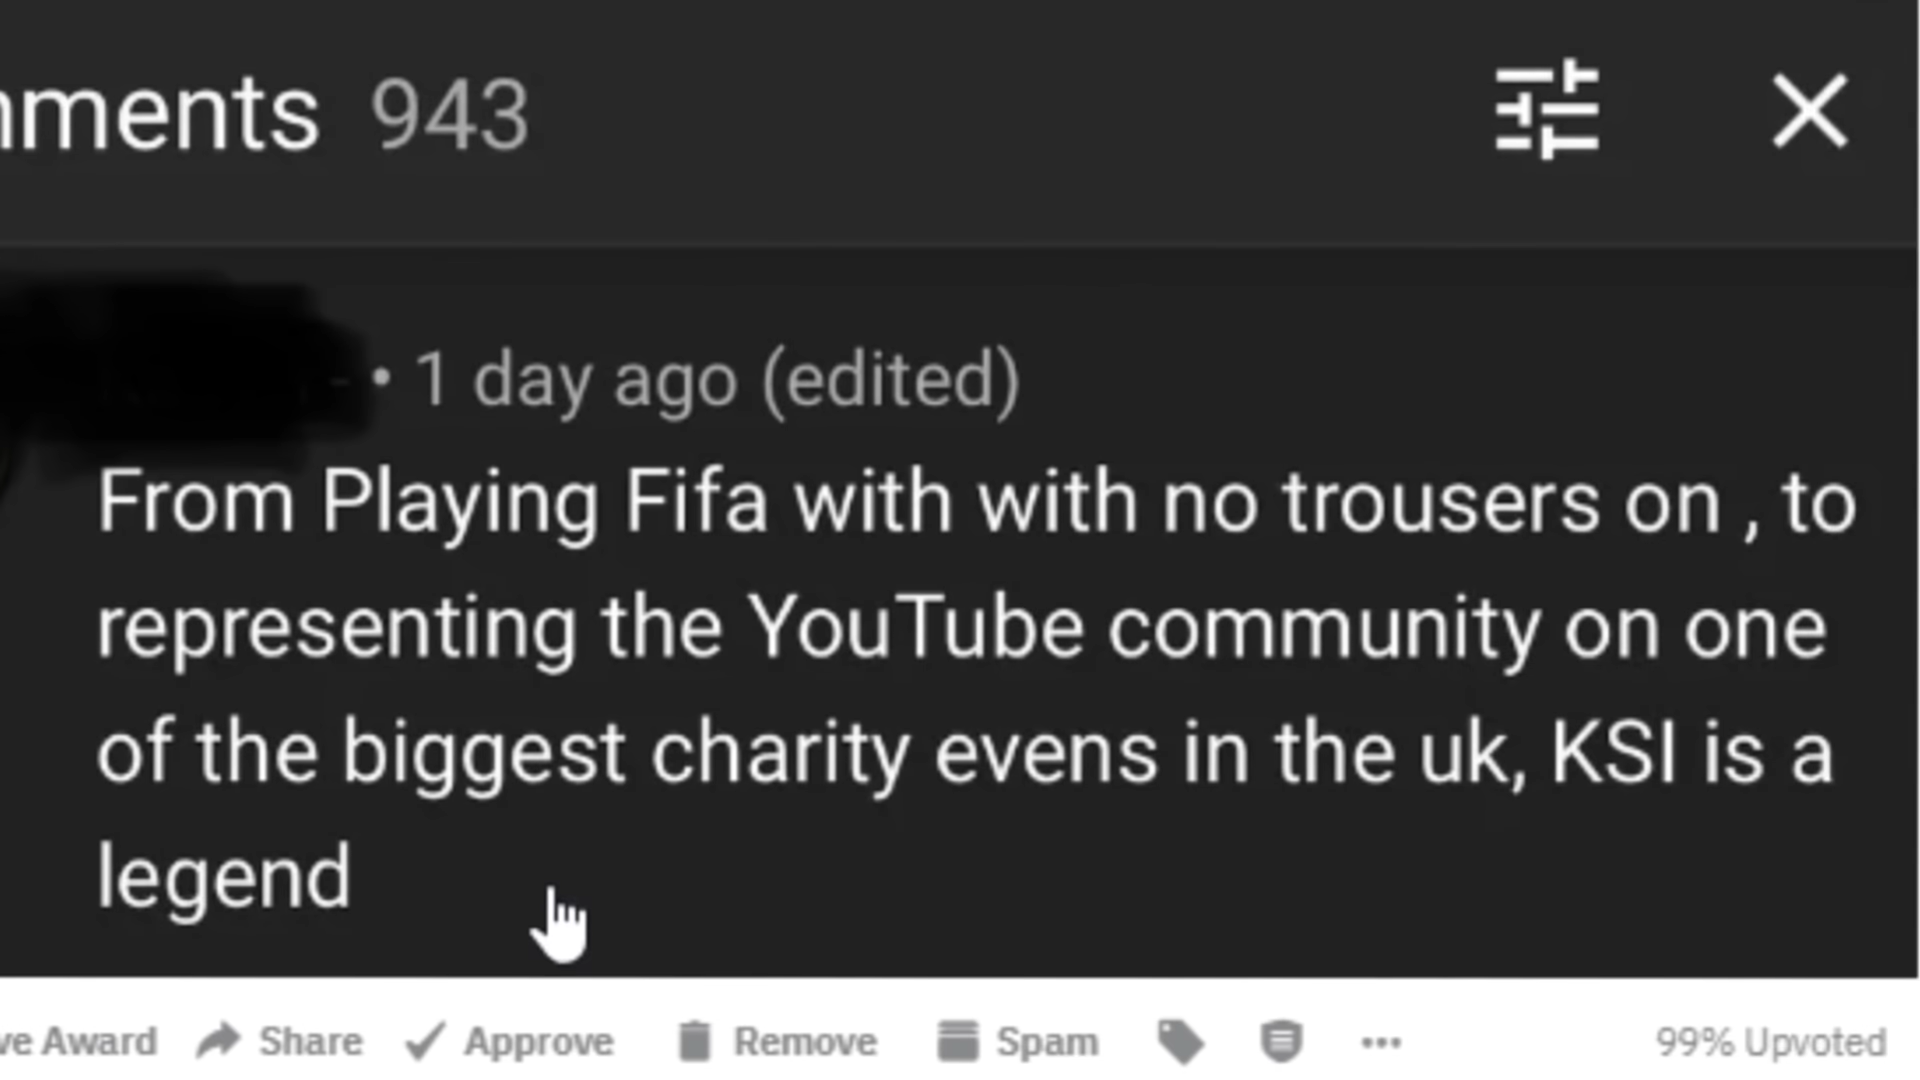 mments 943
• 1 day ago (edited)
From Playing Fifa with with no trousers on , to
representing the YouTube community on one
of the biggest charity evens in the uk, KSI is a
legend
ve Award Share Approve Remove Spam 99% Upvoted